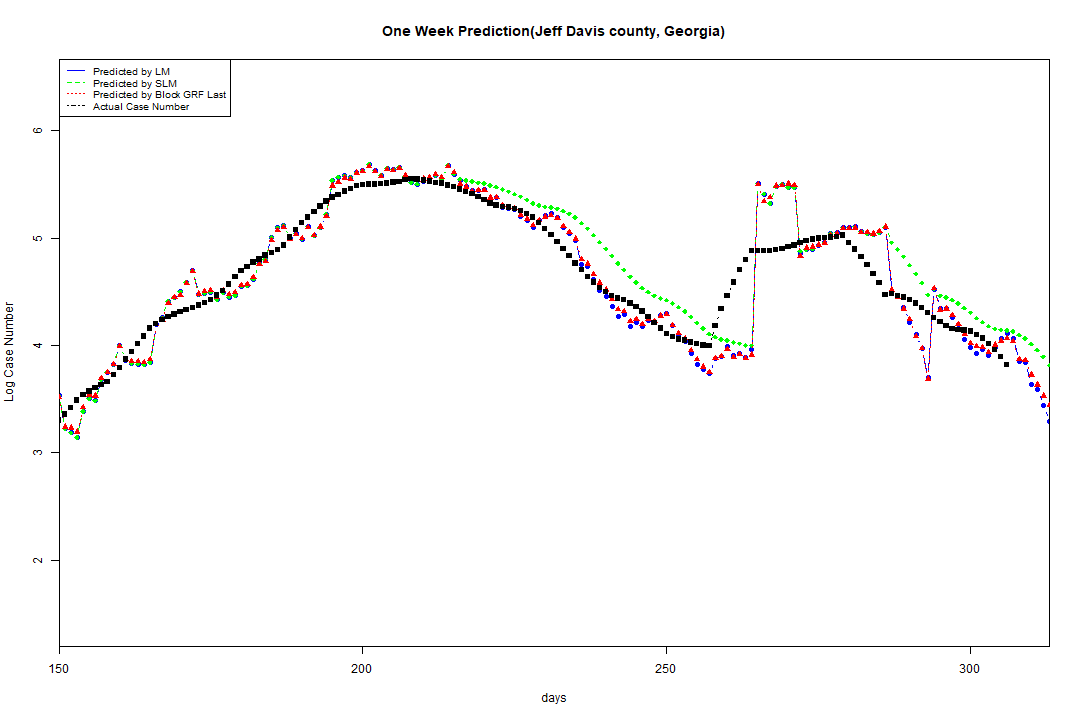 One Week Prediction(Jeff Davis county, Georgia)
Predicted by LM
Predicted by SLM
Predicted by Block GRF Last
Actual Case Number
6
5
4
3
2
Log Case Number
150
200
250
300
days